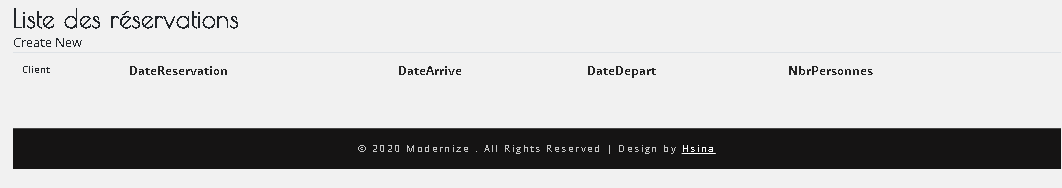 Liste des réservations
Create New
Client DateReservation DateArrive DateDepart NbrPersonnes
© 2020 Modernize . All Rights Reserved | Design by Hsina